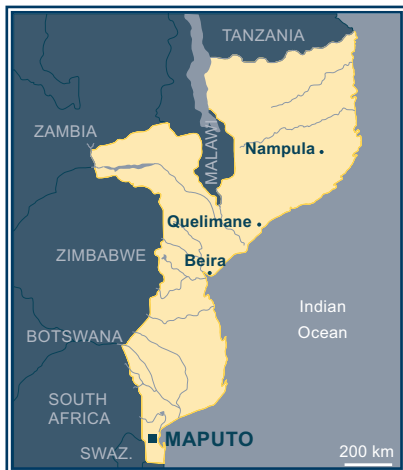 TANZANIA
ZAMBIA
MALAWI
Nampula
Quelimane
ZIMBABWE
Beira
Indian
Ocean
BOTSWANA
SOUTH
AFRICA
MAPUTO
SWAZ.
200 km